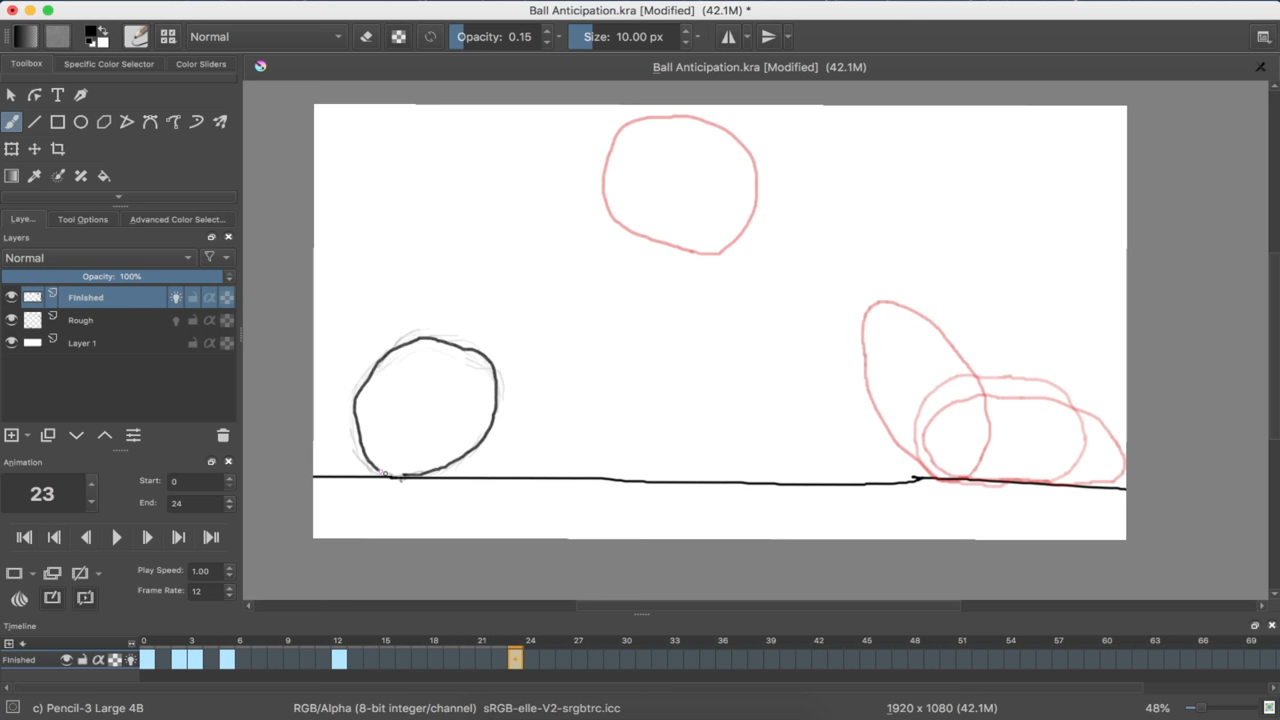 Ball Anticipation.kra [Modified]  (42.1M) *
Normal
Opacity: 0.15
Size: 10.00 px
Toolbox
Specific Color Selector
Color Sliders
Ball Anticipation.kra [Modified]  (42.1M)
Laye...
Tool Options
Advanced Color Select...
Layers
Normal
Opacity: 100%
Finished
Rough
Layer 1
Animation
23
Start: 0
End: 24
Play Speed: 1.00
Frame Rate: 12
Timeline
0 3 6 9 12 15 18 21 24 27 30 33 36 39 42 45 48 51 54 57 60 63 66 69
Finished
c) Pencil-3 Large 4B
RGB/Alpha (8-bit integer/channel)  sRGB-elle-V2-srgbtrc.icc
1920 x 1080 (42.1M)
48%